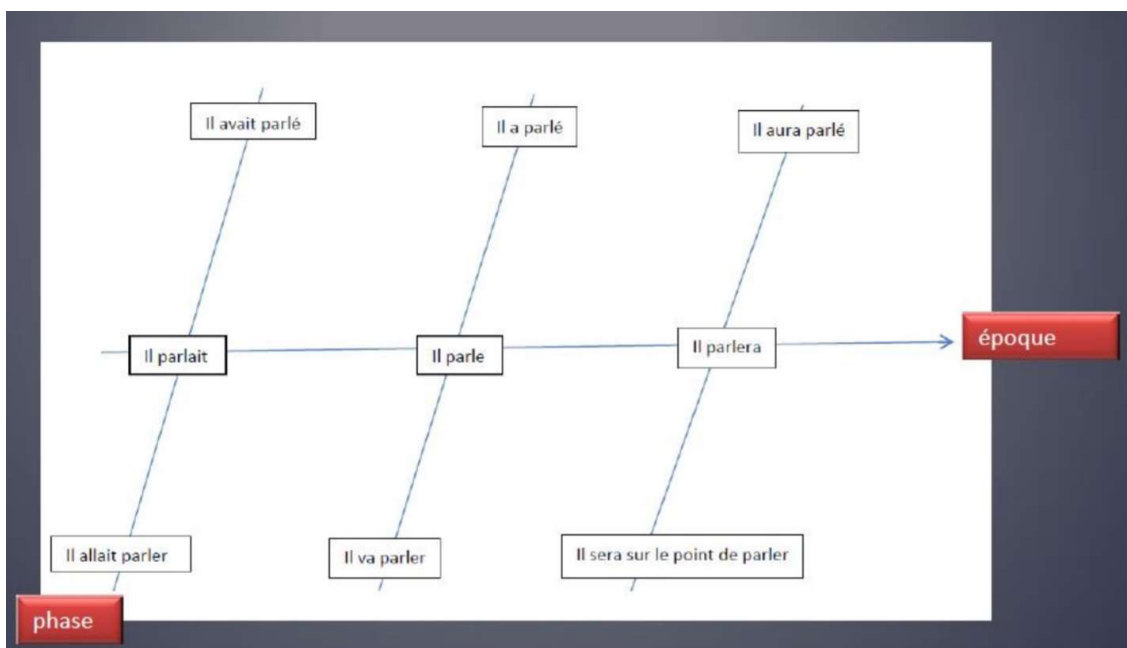 Il avait parlé
Il a parlé
Il aura parlé
Il parlait
Il parle
Il parlera
époque
Il allait parler
Il va parler
Il sera sur le point de parler
phase